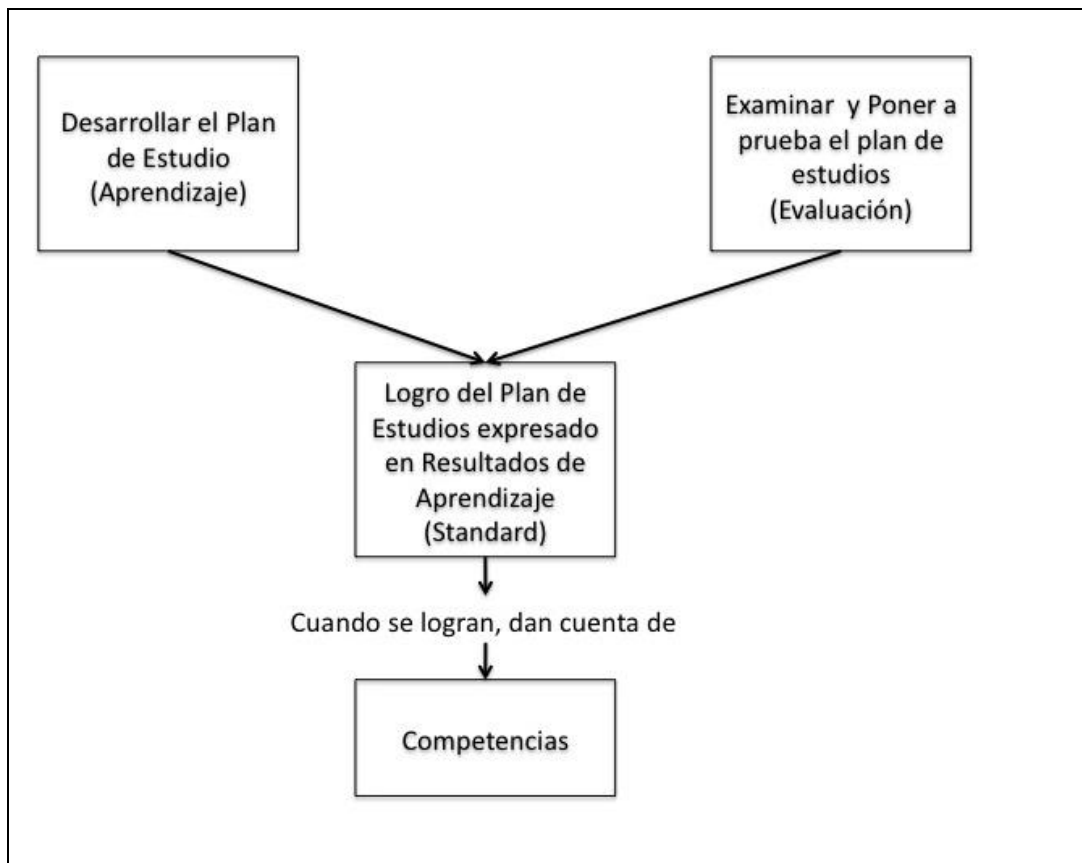 Desarrollar el Plan
de Estudio
(Aprendizaje)
Examinar y Poner a
prueba el plan de
estudios
(Evaluación)
Logro del Plan de
Estudios expresado
en Resultados de
Aprendizaje
(Standard)
Cuando se logran, dan cuenta de
Competencias